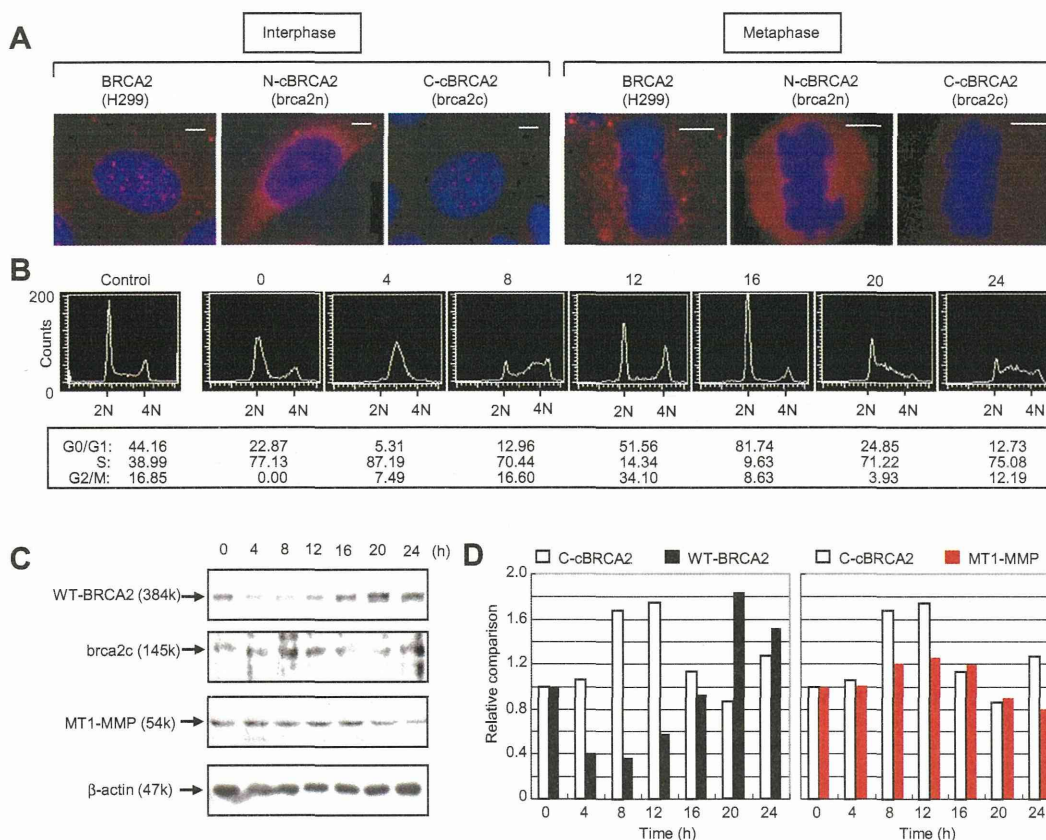 A
Interphase
Metaphase
BRCA2 N-cBRCA2 C-cBRCA2 BRCA2 N-cBRCA2 C-cBRCA2
(H299) (brca2n) (brca2c) (H299) (brca2n) (brca2c)
B
Control 0 4 8 12 16 20 24
200
Counts
0
2N 4N 2N 4N 2N 4N 2N 4N 2N 4N 2N 4N 2N 4N 2N 4N
G0/G1: 44.16 22.87 5.31 12.96 51.56 81.74 24.85 12.73
S: 38.99 77.13 87.19 70.44 14.34 9.63 71.22 75.08
G2/M: 16.85 0.00 7.49 16.60 34.10 8.63 3.93 12.19
C
0 4 8 12 16 20 24 (h)
WT-BRCA2 (384k)
brca2c (145k)
MT1-MMP (54k)
β-actin (47k)
D
C-cBRCA2 WT-BRCA2 C-cBRCA2 MT1-MMP
Relative comparison
2.0
1.6
1.2
0.8
0.4
0 4 8 12 16 20 24 0 4 8 12 16 20 24
Time (h) Time (h)